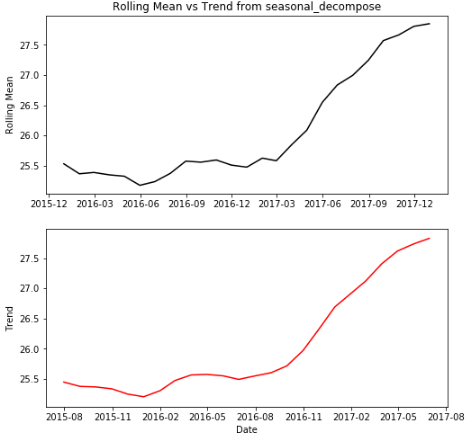 Rolling Mean vs Trend from seasonal_decompose
27.5
27.0
26.5
26.0
25.5
Rolling Mean
2015-12 2016-03 2016-06 2016-09 2016-12 2017-03 2017-06 2017-09 2017-12
27.5
27.0
26.5
26.0
25.5
Trend
2015-08 2015-11 2016-02 2016-05 2016-08 2016-11 2017-02 2017-05 2017-08
Date